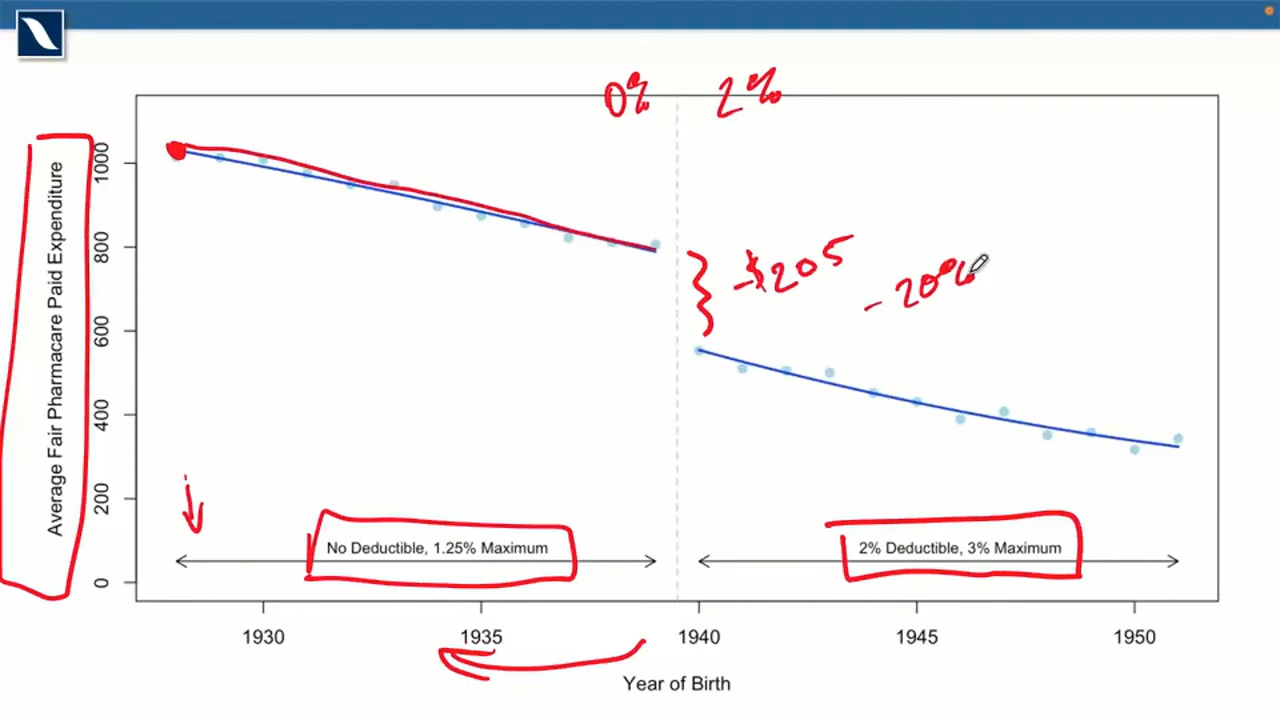 0% 2%
Average Fair Pharmacare Paid Expenditure
1000
800
600
400
200
0
-$205
-20%
No Deductible, 1.25% Maximum
2% Deductible, 3% Maximum
1930 1935 1940 1945 1950
Year of Birth